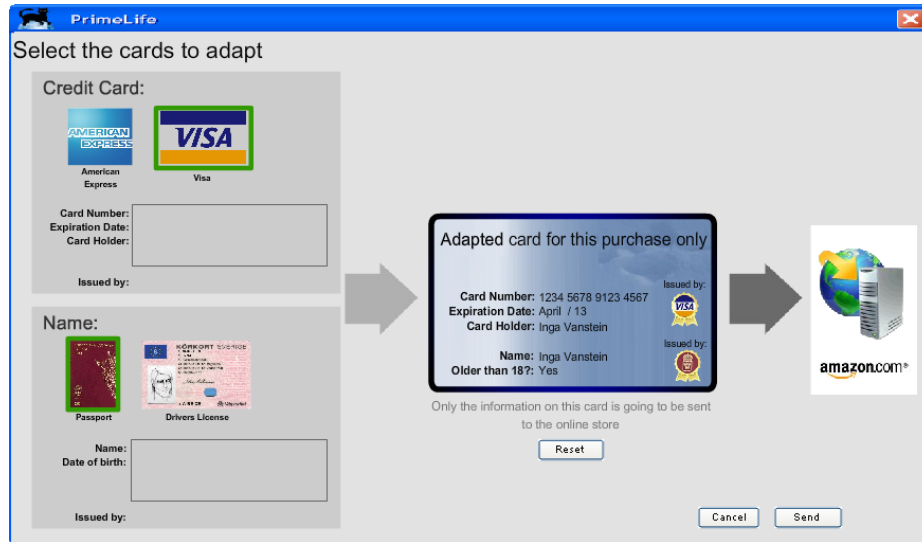 PrimeLife
Select the cards to adapt
Credit Card:
AMERICAN
EXPRESS
VISA
American
Express
Visa
Card Number:
Expiration Date:
Card Holder:
Issued by:
Name:
KÖRKORT SVERIGE
Passport
Drivers License
Name:
Date of birth:
Issued by:
Adapted card for this purchase only
Issued by:
VISA
Card Number: 1234 5678 9123 4567
Expiration Date: April / 13
Card Holder: Inga Vanstein
Issued by:
Name: Inga Vanstein
Older than 18?: Yes
Only the information on this card is going to be sent
to the online store
Reset
amazon.com®
Cancel
Send